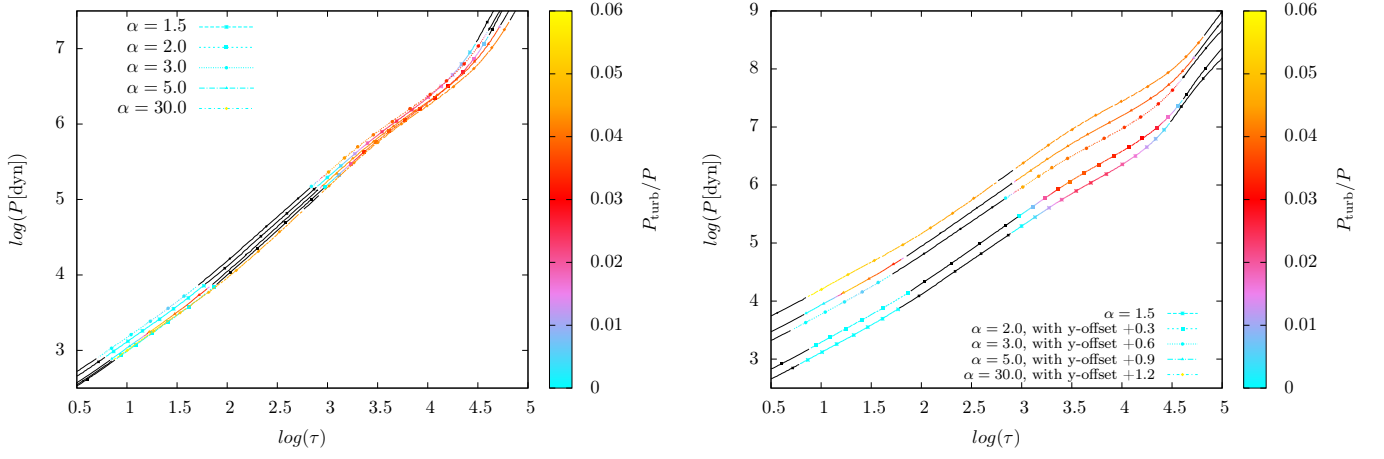 α = 1.5
α = 2.0
α = 3.0
α = 5.0
α = 30.0
7
6
5
4
3
0.5 1 1.5 2 2.5 3 3.5 4 4.5 5
log(τ)
log(P[dyn])
0.06
0.05
0.04
0.03
0.02
0.01
0
P_turb/P
9
8
7
6
5
4
3
0.5 1 1.5 2 2.5 3 3.5 4 4.5 5
log(τ)
log(P[dyn])
α = 1.5
α = 2.0, with y-offset +0.3
α = 3.0, with y-offset +0.6
α = 5.0, with y-offset +0.9
α = 30.0, with y-offset +1.2
0.06
0.05
0.04
0.03
0.02
0.01
0
P_turb/P